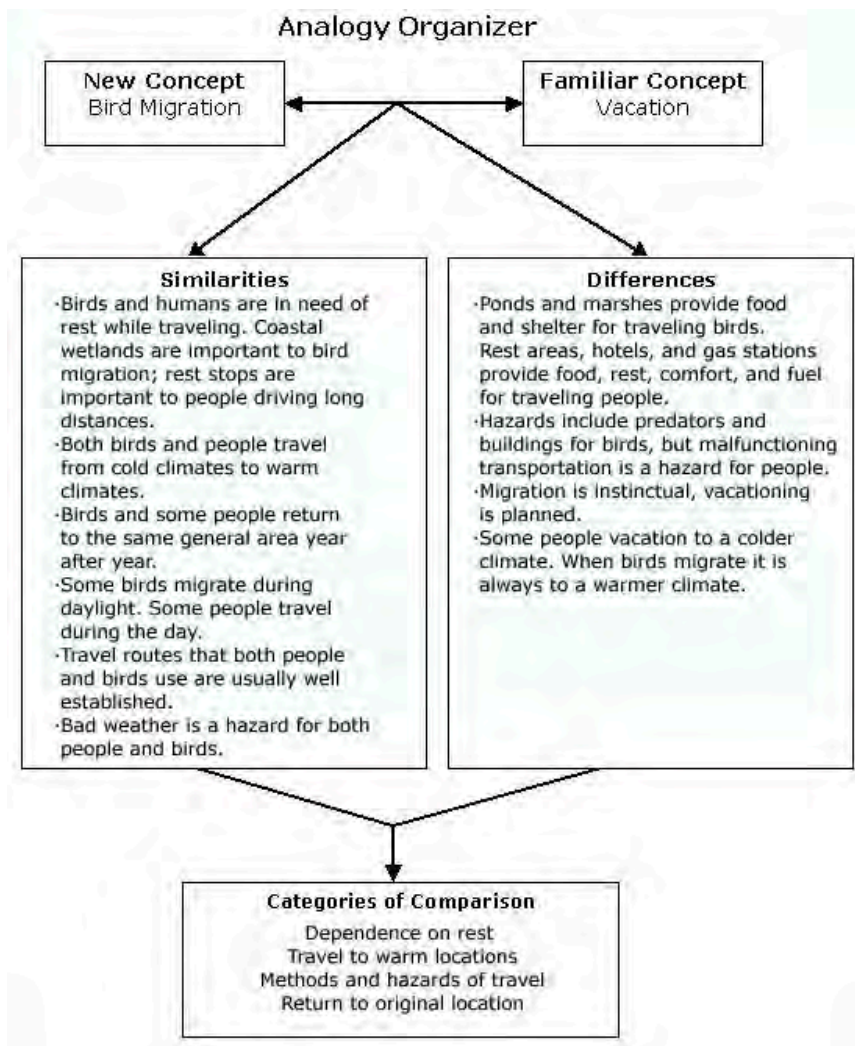 Analogy Organizer
New Concept
Bird Migration
Familiar Concept
Vacation
Similarities
·Birds and humans are in need of
rest while traveling. Coastal
wetlands are important to bird
migration; rest stops are
important to people driving long
distances.
·Both birds and people travel
from cold climates to warm
climates.
·Birds and some people return
to the same general area year
after year.
·Some birds migrate during
daylight. Some people travel
during the day.
·Travel routes that both people
and birds use are usually well
established.
·Bad weather is a hazard for both
people and birds.
Differences
·Ponds and marshes provide food
and shelter for traveling birds.
Rest areas, hotels, and gas stations
provide food, rest, comfort, and fuel
for traveling people.
·Hazards include predators and
buildings for birds, but malfunctioning
transportation is a hazard for people.
·Migration is instinctual, vacationing
is planned.
·Some people vacation to a colder
climate. When birds migrate it is
always to a warmer climate.
Categories of Comparison
Dependence on rest
Travel to warm locations
Methods and hazards of travel
Return to original location